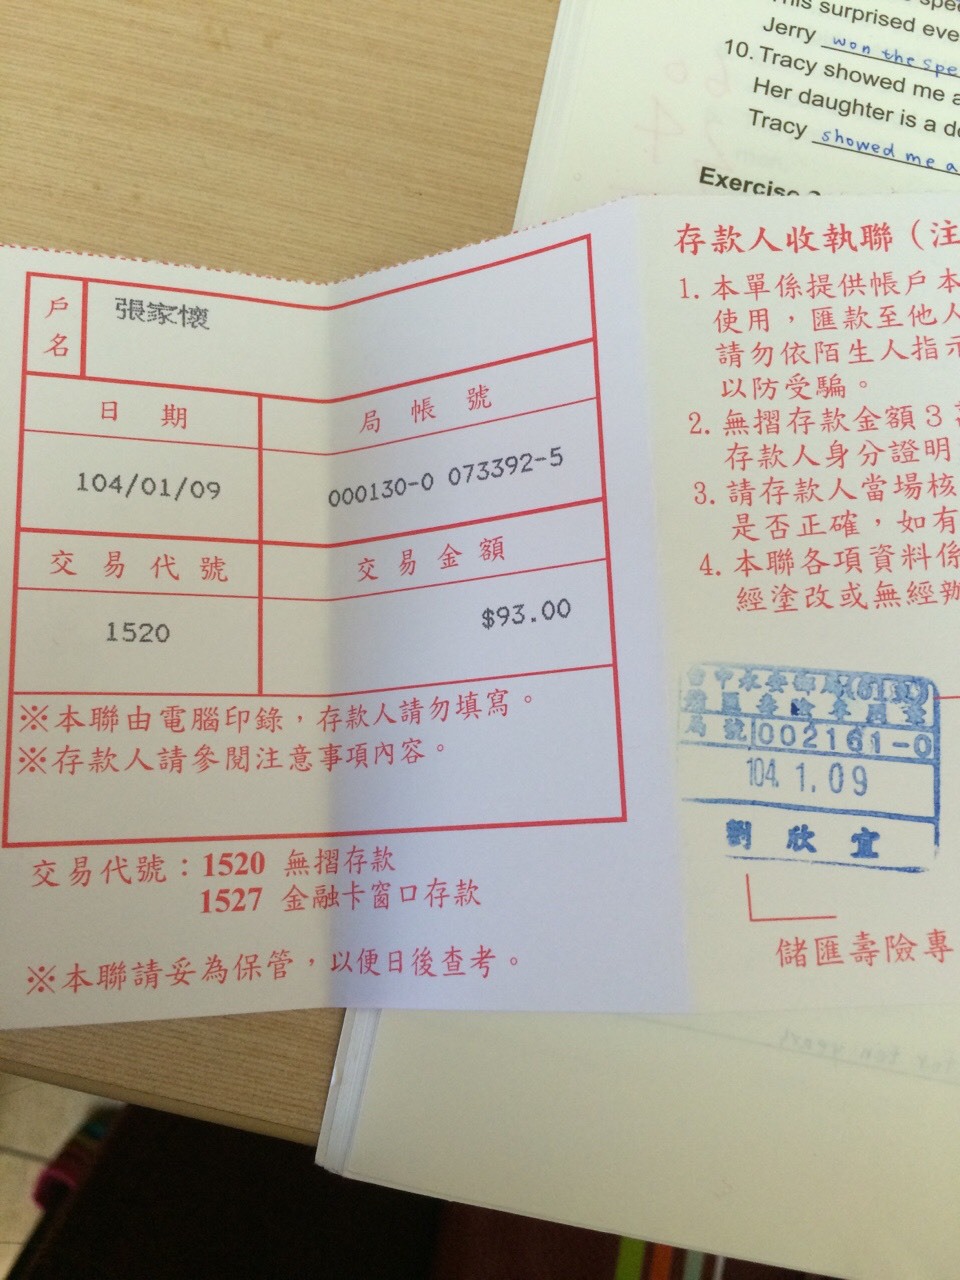 This surprised eve
Jerry won the spe
10. Tracy showed me a
Her daughter is a d
Tracy showed me a
Exercise
戶名 張家懷
日期 局帳號
104/01/09 000130-0 073392-5
交易代號 交易金額
1520 $93.00
※本聯由電腦印錄，存款人請勿填寫。
※存款人請參閱注意事項內容。
交易代號：1520 無摺存款
1527 金融卡窗口存款
※本聯請妥為保管，以便日後查考。
存款人收執聯（注
1. 本單係提供帳戶本
使用，匯款至他人
請勿依陌生人指示
以防受騙。
2. 無摺存款金額3
存款人身分證明
3. 請存款人當場核
是否正確，如有
4. 本聯各項資料係
經塗改或無經辦
局號 002161-0
104. 1. 09
劉欣宜
儲匯壽險專